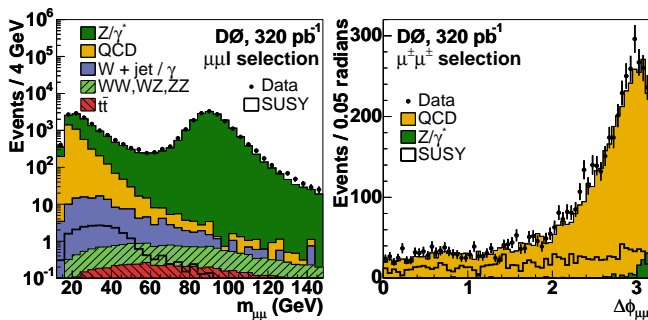 DØ, 320 pb⁻¹
μμl selection
Z/γ*
QCD
W + jet / γ
WW,WZ,ZZ
tt̄
Data
SUSY
Events / 4 GeV
10⁶
10⁵
10⁴
10³
10²
10
1
10⁻¹
20 40 60 80 100 120 140
m_μμ (GeV)
DØ, 320 pb⁻¹
μ±μ± selection
Data
QCD
Z/γ*
SUSY
Events / 0.05 radians
300
200
100
0
0 1 2 3
Δϕ_μμ